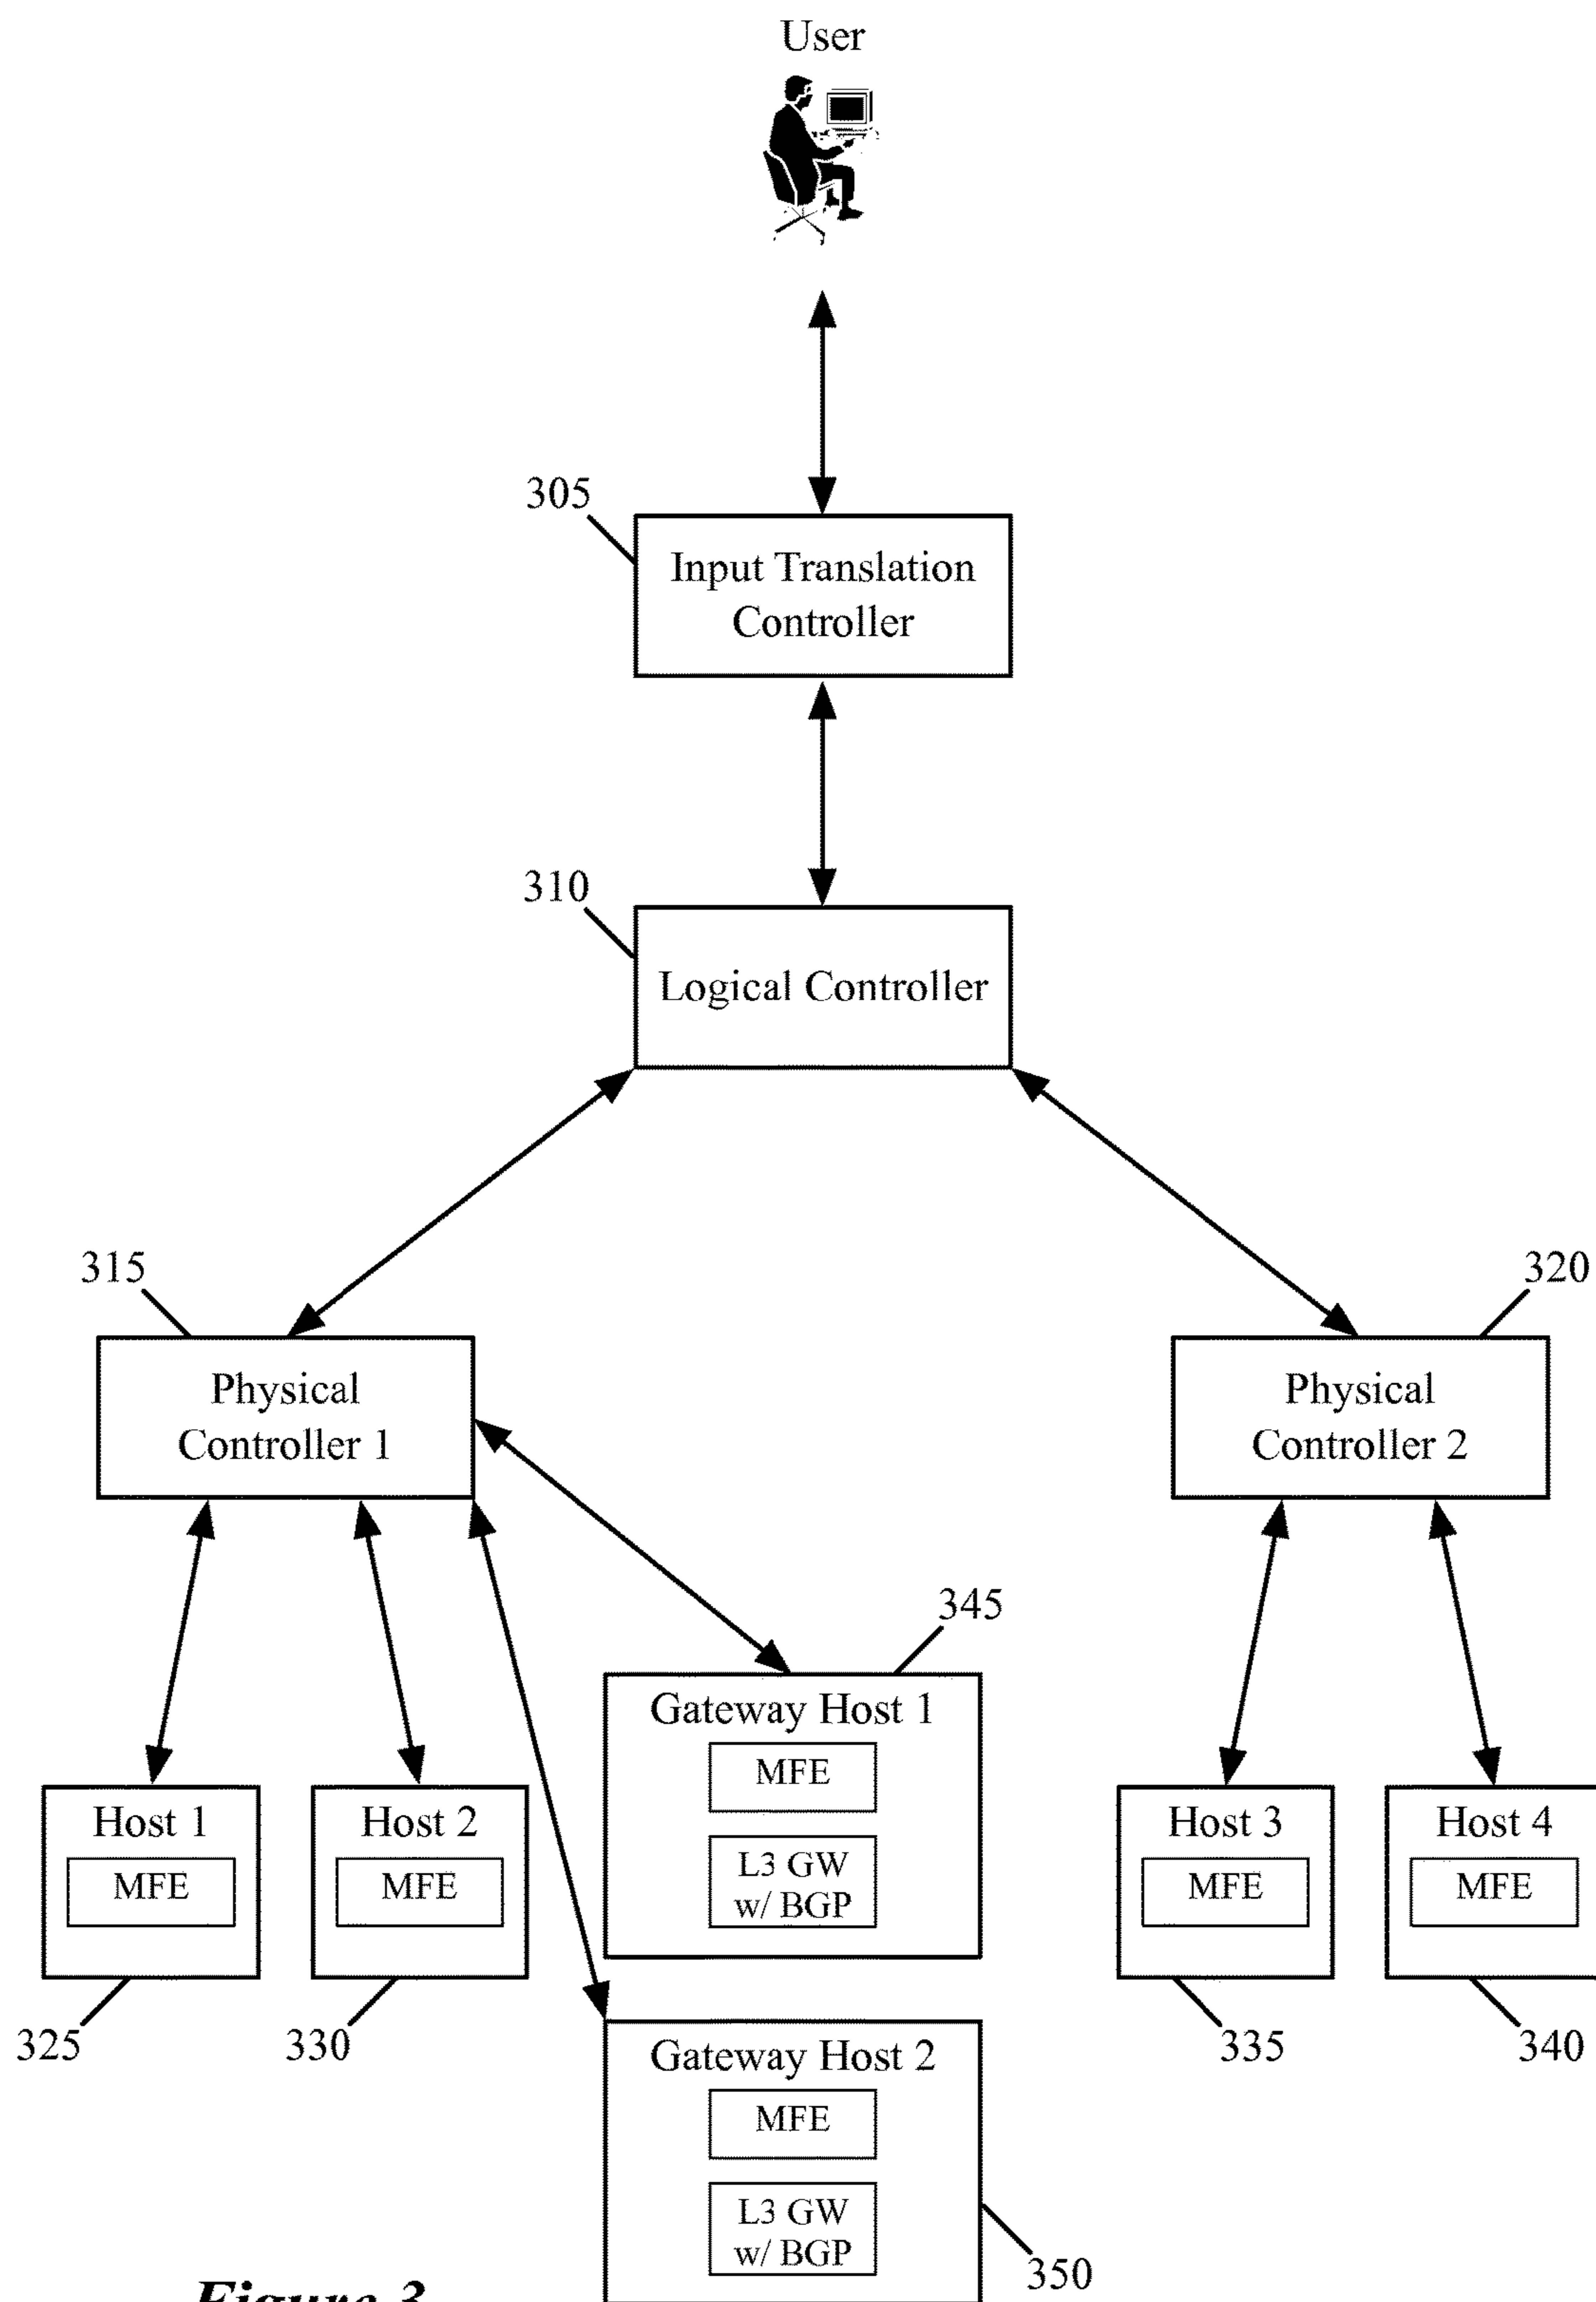 User
305
Input Translation
Controller
310
Logical Controller
315
320
Physical
Controller 1
Physical
Controller 2
345
Gateway Host 1
MFE
L3 GW
w/ BGP
Host 1
MFE
Host 2
MFE
Host 3
MFE
Host 4
MFE
325
330
335
340
Gateway Host 2
MFE
L3 GW
w/ BGP
350
Figure 3